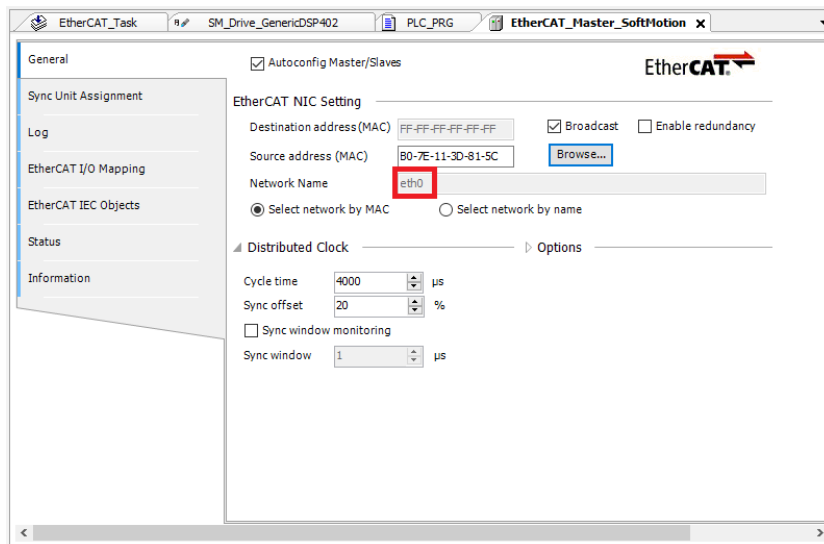 EtherCAT_Task SM_Drive_GenericDSP402 PLC_PRG EtherCAT_Master_SoftMotion x
General
Sync Unit Assignment
Log
EtherCAT I/O Mapping
EtherCAT IEC Objects
Status
Information
Autoconfig Master/Slaves
EtherCAT.
EtherCAT NIC Setting
Destination address (MAC) FF-FF-FF-FF-FF-FF Broadcast Enable redundancy
Source address (MAC) B0-7E-11-3D-81-5C Browse...
Network Name eth0
Select network by MAC Select network by name
Distributed Clock Options
Cycle time 4000 µs
Sync offset 20 %
Sync window monitoring
Sync window 1 µs